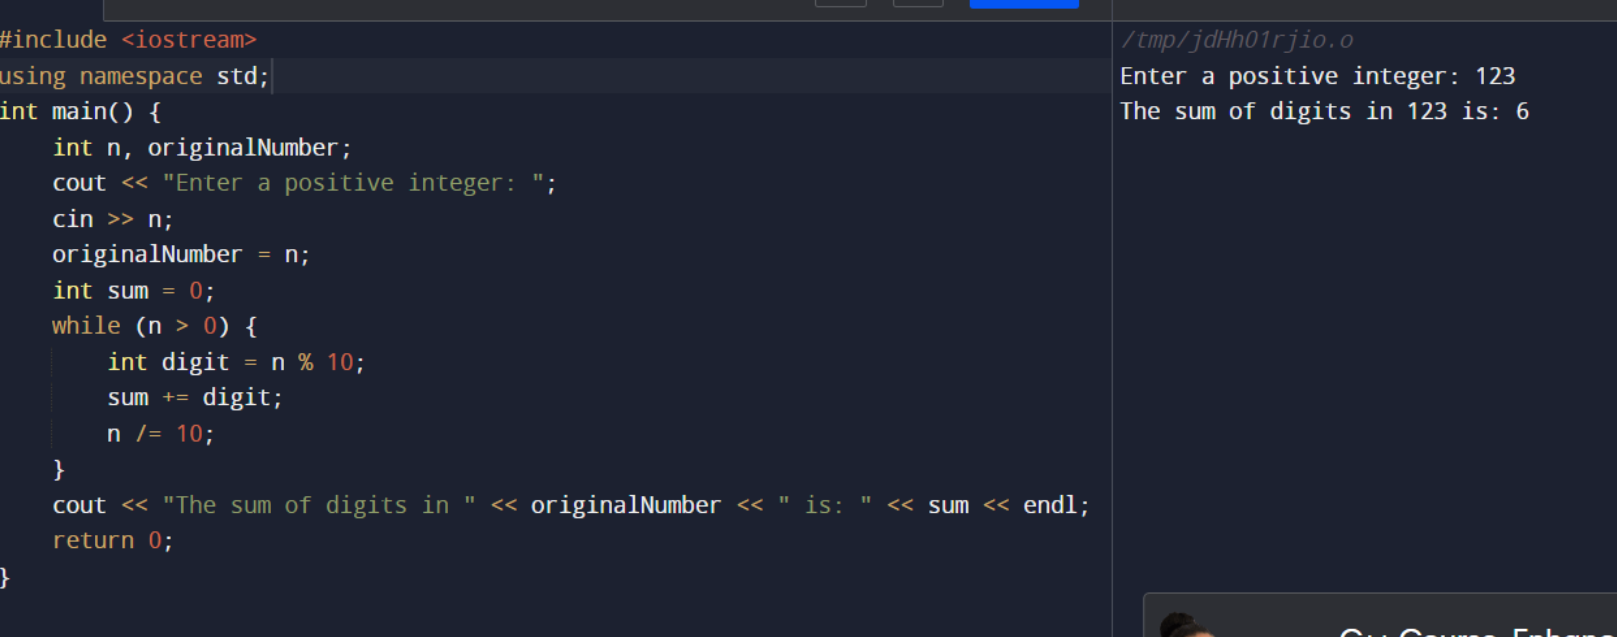 #include <iostream>
using namespace std;
int main() {
    int n, originalNumber;
    cout << "Enter a positive integer: ";
    cin >> n;
    originalNumber = n;
    int sum = 0;
    while (n > 0) {
        int digit = n % 10;
        sum += digit;
        n /= 10;
    }
    cout << "The sum of digits in " << originalNumber << " is: " << sum << endl;
    return 0;
}
/tmp/jdHh01rjio.o
Enter a positive integer: 123
The sum of digits in 123 is: 6